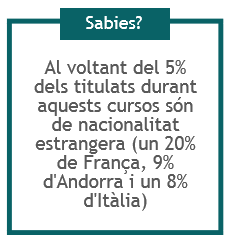 Sabies?
Al voltant del 5%
dels titulats durant
aquests cursos són
de nacionalitat
estrangera (un 20%
de França, 9%
d'Andorra i un 8%
d'Itàlia)